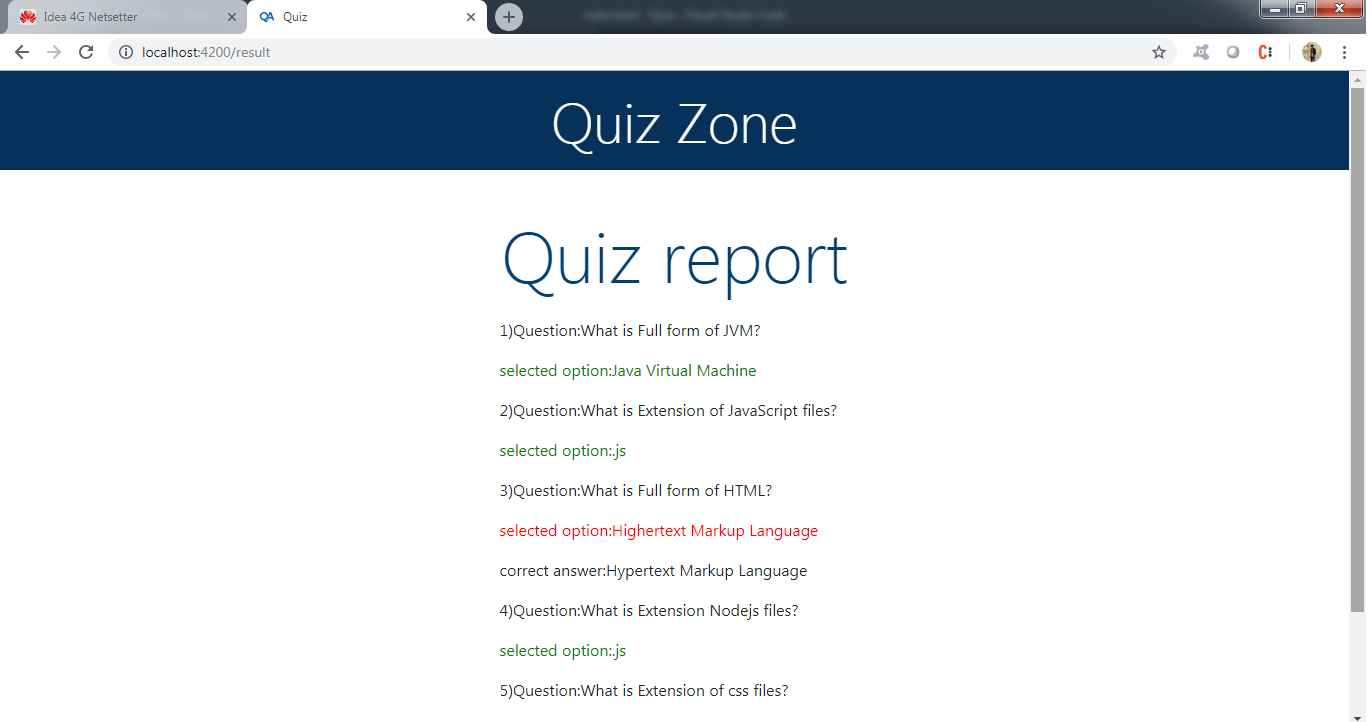 Idea 4G Netsetter
QA Quiz
localhost:4200/result
Quiz Zone
Quiz report
1)Question:What is Full form of JVM?
selected option:Java Virtual Machine
2)Question:What is Extension of JavaScript files?
selected option:.js
3)Question:What is Full form of HTML?
selected option:Highertext Markup Language
correct answer:Hypertext Markup Language
4)Question:What is Extension Nodejs files?
selected option:.js
5)Question:What is Extension of css files?